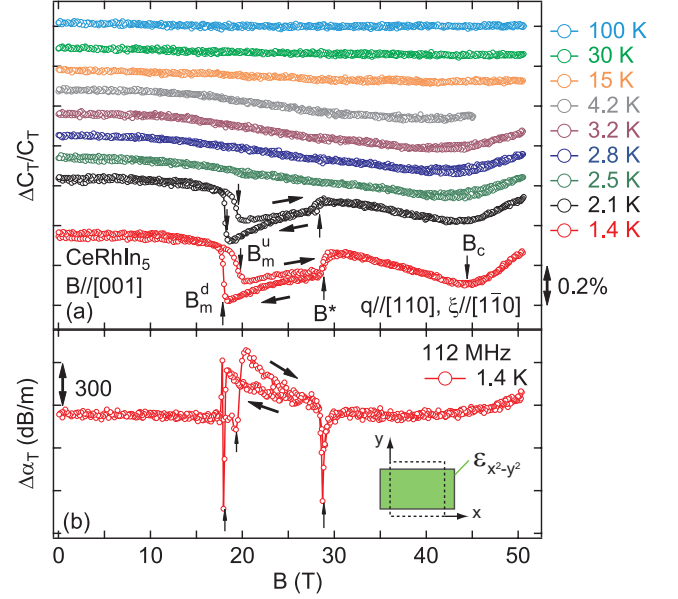 100 K
30 K
15 K
4.2 K
3.2 K
2.8 K
2.5 K
2.1 K
1.4 K
ΔC_T/C_T
CeRhIn₅
B//[001]
(a)
B_m^d
B_m^u
B*
B_c
q//[110], ξ//[1̄10]
0.2%
Δα_T (dB/m)
300
112 MHz
1.4 K
(b)
y
x
ε_{x²-y²}
0
10
20
30
40
50
B (T)